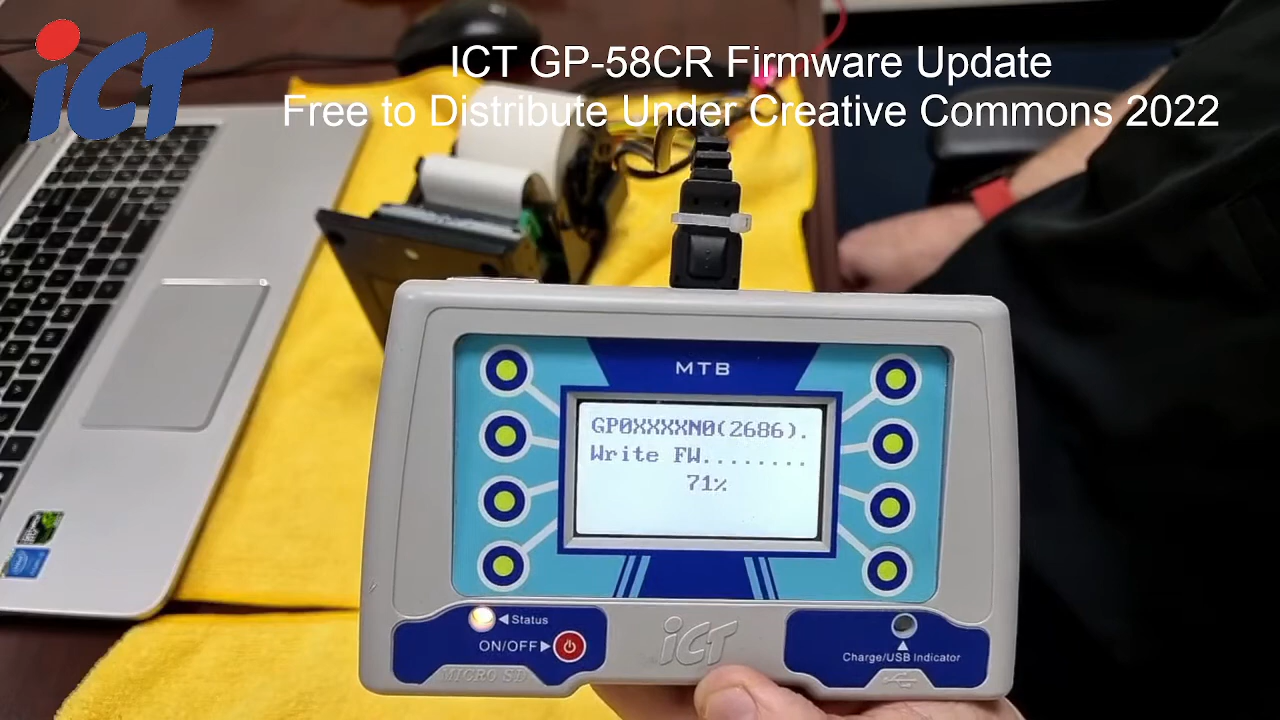 iCT
ICT GP-58CR Firmware Update
Free to Distribute Under Creative Commons 2022
MTB
GP0XXXXN0(2686).
Write FW........
71%
Status
ON/OFF
MICRO SD
iCT
Charge/USB Indicator